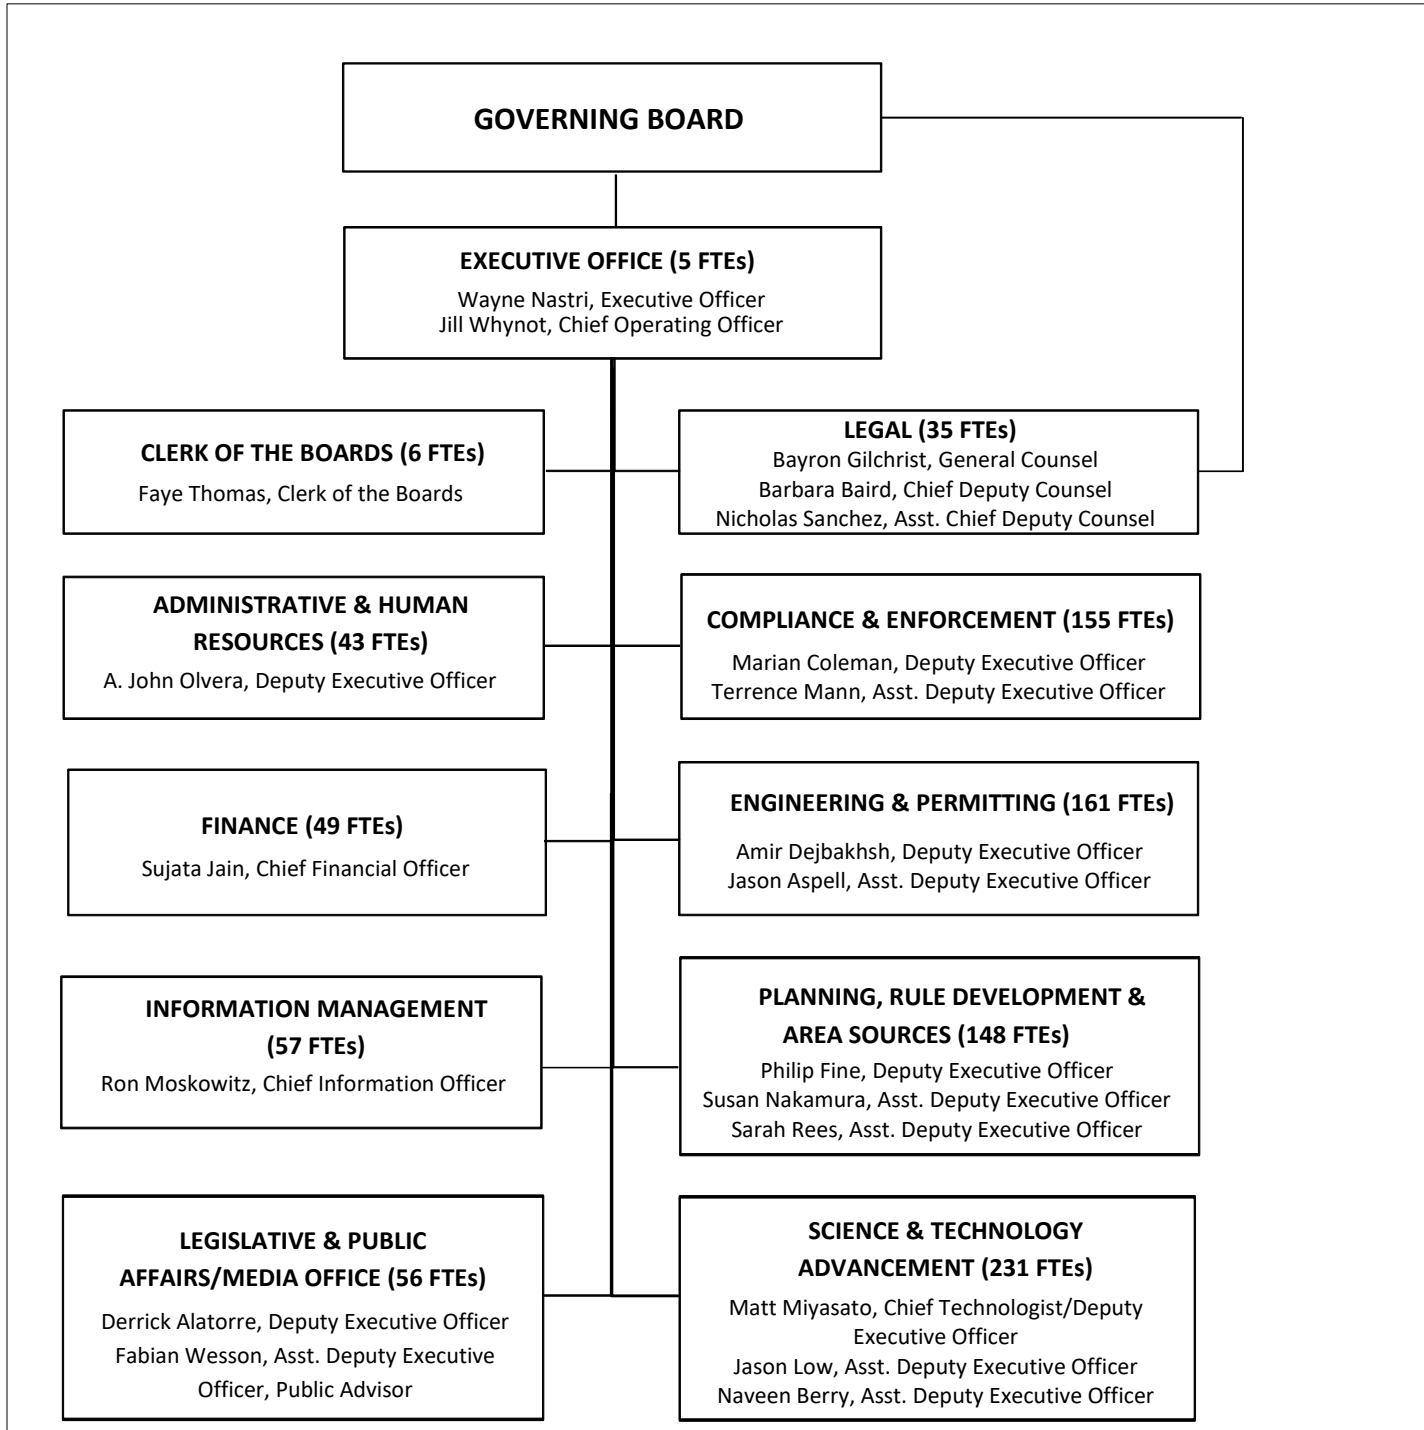 GOVERNING BOARD
EXECUTIVE OFFICE (5 FTEs)
Wayne Nastri, Executive Officer
Jill Whynot, Chief Operating Officer
CLERK OF THE BOARDS (6 FTEs)
Faye Thomas, Clerk of the Boards
LEGAL (35 FTEs)
Bayron Gilchrist, General Counsel
Barbara Baird, Chief Deputy Counsel
Nicholas Sanchez, Asst. Chief Deputy Counsel
ADMINISTRATIVE & HUMAN
RESOURCES (43 FTEs)
A. John Olvera, Deputy Executive Officer
COMPLIANCE & ENFORCEMENT (155 FTEs)
Marian Coleman, Deputy Executive Officer
Terrence Mann, Asst. Deputy Executive Officer
FINANCE (49 FTEs)
Sujata Jain, Chief Financial Officer
ENGINEERING & PERMITTING (161 FTEs)
Amir Dejbakhsh, Deputy Executive Officer
Jason Aspell, Asst. Deputy Executive Officer
INFORMATION MANAGEMENT
(57 FTEs)
Ron Moskowitz, Chief Information Officer
PLANNING, RULE DEVELOPMENT &
AREA SOURCES (148 FTEs)
Philip Fine, Deputy Executive Officer
Susan Nakamura, Asst. Deputy Executive Officer
Sarah Rees, Asst. Deputy Executive Officer
LEGISLATIVE & PUBLIC
AFFAIRS/MEDIA OFFICE (56 FTEs)
Derrick Alatorre, Deputy Executive Officer
Fabian Wesson, Asst. Deputy Executive
Officer, Public Advisor
SCIENCE & TECHNOLOGY
ADVANCEMENT (231 FTEs)
Matt Miyasato, Chief Technologist/Deputy
Executive Officer
Jason Low, Asst. Deputy Executive Officer
Naveen Berry, Asst. Deputy Executive Officer